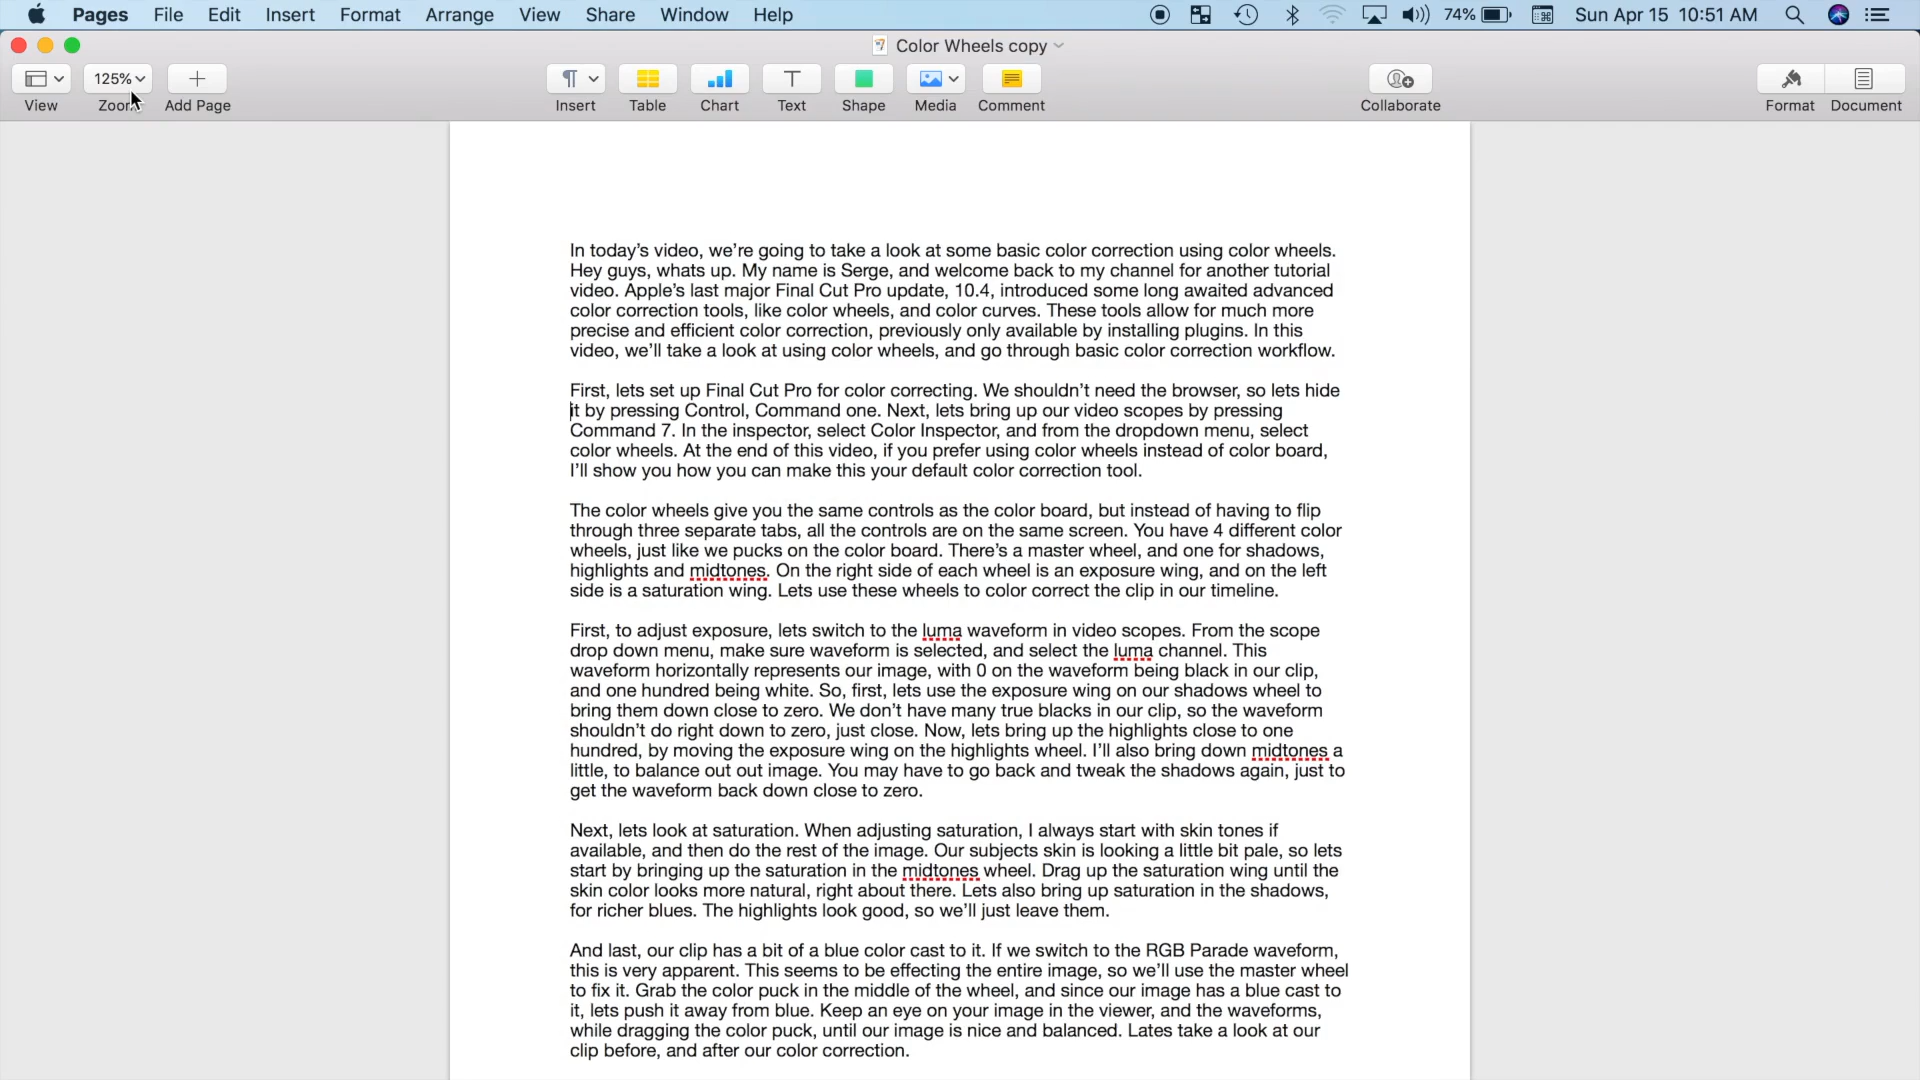 Pages File Edit Insert Format Arrange View Share Window Help 74% Sun Apr 15 10:51 AM
Color Wheels copy
125%
View Zoom Add Page Insert Table Chart Text Shape Media Comment Collaborate Format Document
In today’s video, we’re going to take a look at some basic color correction using color wheels.
Hey guys, whats up. My name is Serge, and welcome back to my channel for another tutorial
video. Apple’s last major Final Cut Pro update, 10.4, introduced some long awaited advanced
color correction tools, like color wheels, and color curves. These tools allow for much more
precise and efficient color correction, previously only available by installing plugins. In this
video, we’ll take a look at using color wheels, and go through basic color correction workflow.
First, lets set up Final Cut Pro for color correcting. We shouldn’t need the browser, so lets hide
it by pressing Control, Command one. Next, lets bring up our video scopes by pressing
Command 7. In the inspector, select Color Inspector, and from the dropdown menu, select
color wheels. At the end of this video, if you prefer using color wheels instead of color board,
I’ll show you how you can make this your default color correction tool.
The color wheels give you the same controls as the color board, but instead of having to flip
through three separate tabs, all the controls are on the same screen. You have 4 different color
wheels, just like we pucks on the color board. There’s a master wheel, and one for shadows,
highlights and midtones. On the right side of each wheel is an exposure wing, and on the left
side is a saturation wing. Lets use these wheels to color correct the clip in our timeline.
First, to adjust exposure, lets switch to the luma waveform in video scopes. From the scope
drop down menu, make sure waveform is selected, and select the luma channel. This
waveform horizontally represents our image, with 0 on the waveform being black in our clip,
and one hundred being white. So, first, lets use the exposure wing on our shadows wheel to
bring them down close to zero. We don’t have many true blacks in our clip, so the waveform
shouldn’t do right down to zero, just close. Now, lets bring up the highlights close to one
hundred, by moving the exposure wing on the highlights wheel. I’ll also bring down midtones a
little, to balance out out image. You may have to go back and tweak the shadows again, just to
get the waveform back down close to zero.
Next, lets look at saturation. When adjusting saturation, I always start with skin tones if
available, and then do the rest of the image. Our subjects skin is looking a little bit pale, so lets
start by bringing up the saturation in the midtones wheel. Drag up the saturation wing until the
skin color looks more natural, right about there. Lets also bring up saturation in the shadows,
for richer blues. The highlights look good, so we’ll just leave them.
And last, our clip has a bit of a blue color cast to it. If we switch to the RGB Parade waveform,
this is very apparent. This seems to be effecting the entire image, so we’ll use the master wheel
to fix it. Grab the color puck in the middle of the wheel, and since our image has a blue cast to
it, lets push it away from blue. Keep an eye on your image in the viewer, and the waveforms,
while dragging the color puck, until our image is nice and balanced. Lates take a look at our
clip before, and after our color correction.